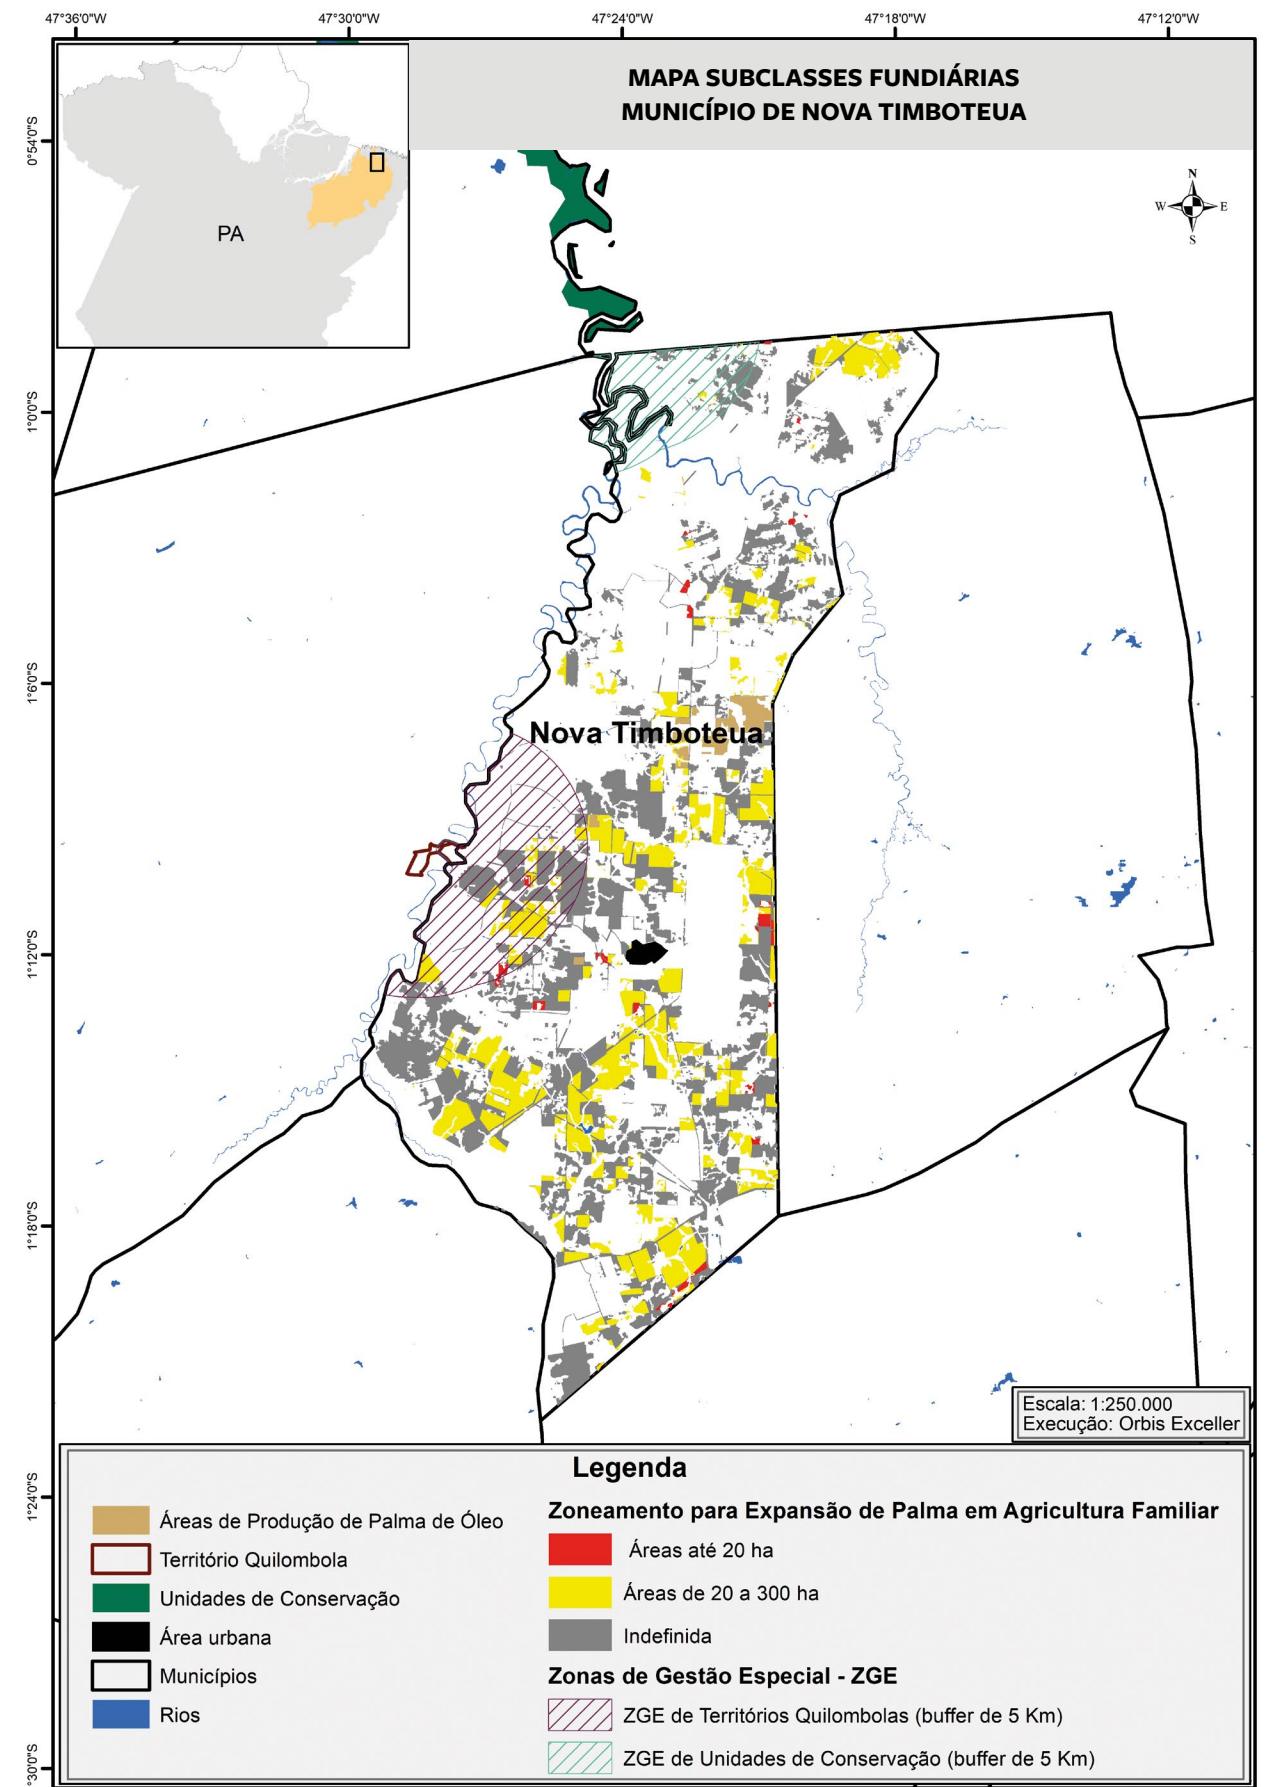 47°36'0"W
47°30'0"W
47°24'0"W
47°18'0"W
47°12'0"W
MAPA SUBCLASSES FUNDIÁRIAS
MUNICÍPIO DE NOVA TIMBOTEUA
0°54'0"S
PA
N
W
E
S
1°0'0"S
1°6'0"S
Nova Timboteua
1°12'0"S
1°18'0"S
Escala: 1:250.000
Execução: Orbis Exceller
1°24'0"S
°30'0"S
Legenda
Áreas de Produção de Palma de Óleo
Território Quilombola
Unidades de Conservação
Área urbana
Municípios
Rios
Zoneamento para Expansão de Palma em Agricultura Familiar
Áreas até 20 ha
Áreas de 20 a 300 ha
Indefinida
Zonas de Gestão Especial - ZGE
ZGE de Territórios Quilombolas (buffer de 5 Km)
ZGE de Unidades de Conservação (buffer de 5 Km)